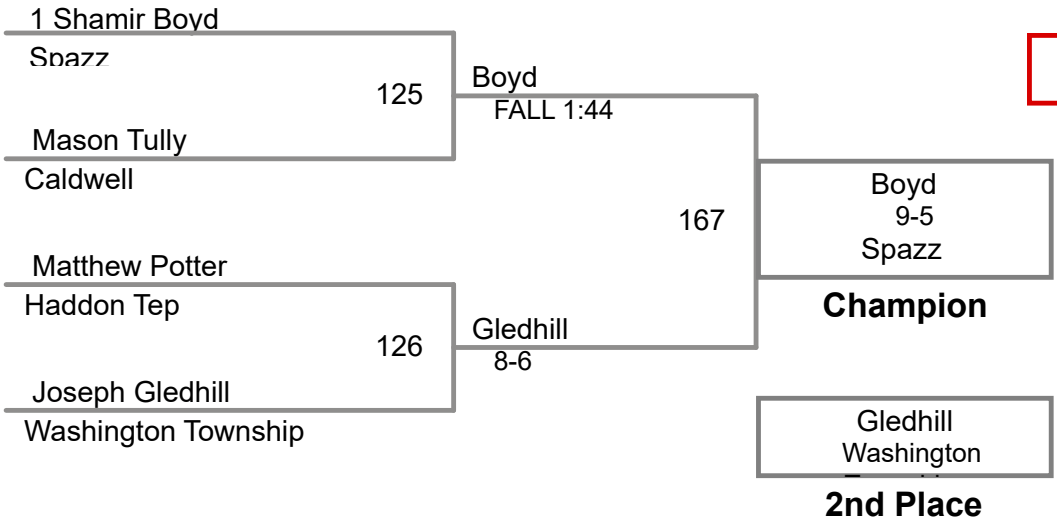 1 Shamir Boyd
Spazz
125
Boyd
FALL 1:44
Mason Tully
Caldwell
167
Boyd
9-5
Spazz
Champion
Matthew Potter
Haddon Tep
126
Gledhill
8-6
Joseph Gledhill
Washington Township
Gledhill
Washington
2nd Place